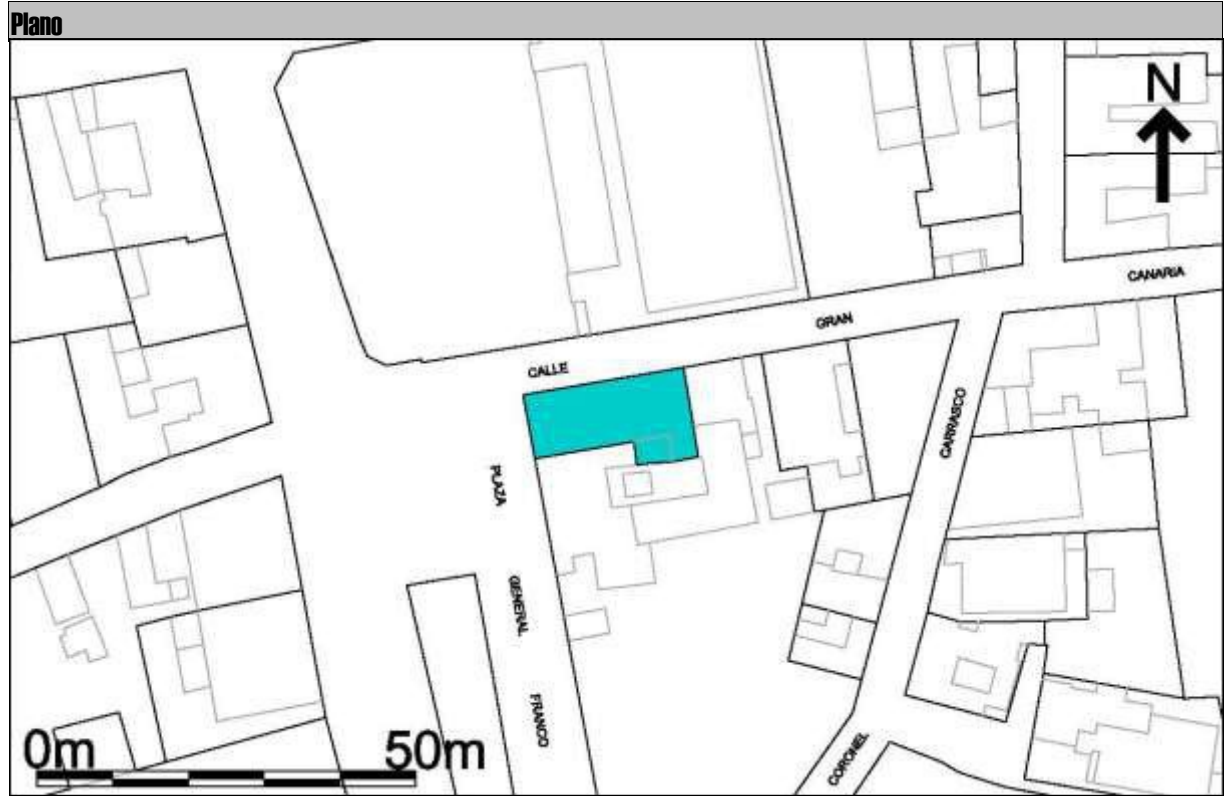 Plano
N
CANARIA
GRAN
CALLE
CARRASCO
PLAZA
GENERAL
FRANCO
CORONEL
0m 50m